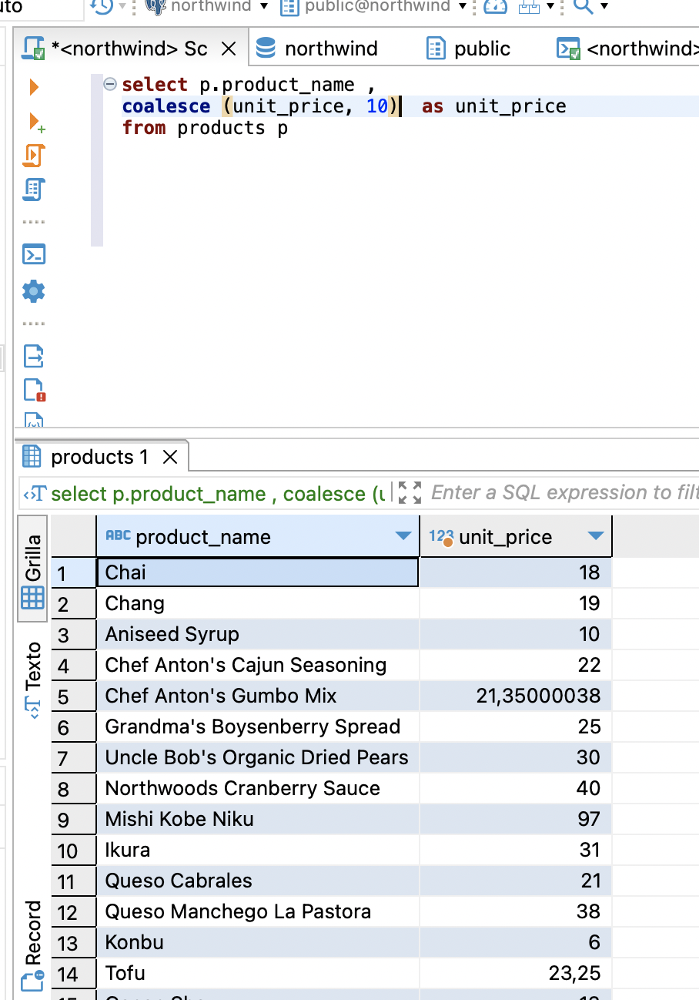 uto
northwind
public@northwind
*<northwind> Sc
northwind
public
<northwind>
select p.product_name ,
coalesce (unit_price, 10)  as unit_price
from products p
products 1
select p.product_name , coalesce (u
Enter a SQL expression to filt
Grilla
Texto
Record
ABC product_name
123 unit_price
1 Chai 18
2 Chang 19
3 Aniseed Syrup 10
4 Chef Anton's Cajun Seasoning 22
5 Chef Anton's Gumbo Mix 21,35000038
6 Grandma's Boysenberry Spread 25
7 Uncle Bob's Organic Dried Pears 30
8 Northwoods Cranberry Sauce 40
9 Mishi Kobe Niku 97
10 Ikura 31
11 Queso Cabrales 21
12 Queso Manchego La Pastora 38
13 Konbu 6
14 Tofu 23,25